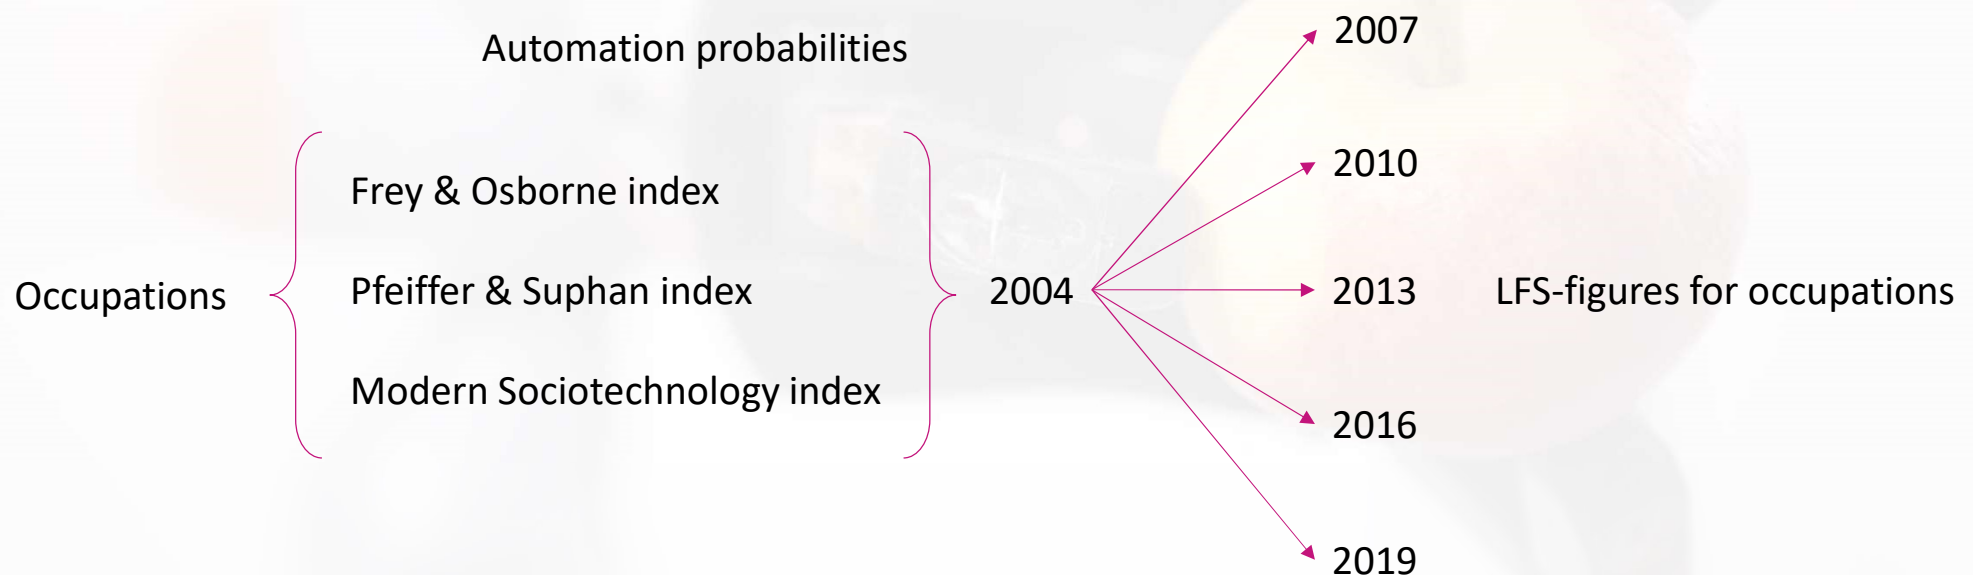 Automation probabilities
Occupations
Frey & Osborne index
Pfeiffer & Suphan index
Modern Sociotechnology index
2004
2007
2010
2013
2016
2019
LFS-figures for occupations